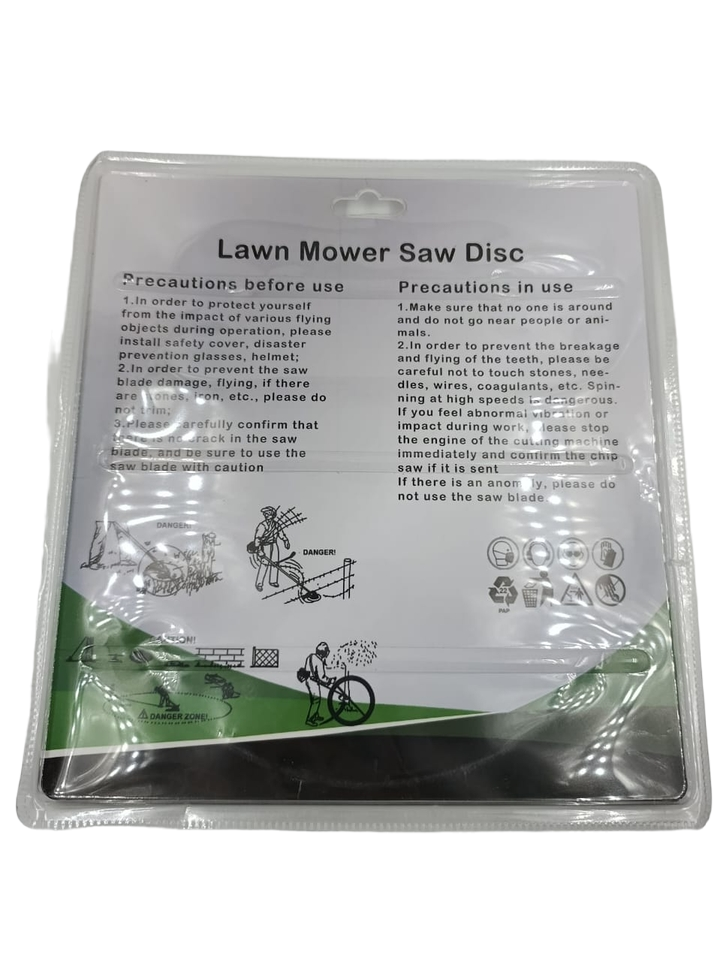 Lawn Mower Saw Disc
Precautions before use
1.In order to protect yourself
from the impact of various flying
objects during operation, please
install safety cover, disaster
prevention glasses, helmet;
2.In order to prevent the saw
blade damage, flying, if there
are stones, iron, etc., please do
not trim;
3.Please carefully confirm that
there is no crack in the saw
blade, and be sure to use the
saw blade with caution
Precautions in use
1.Make sure that no one is around
and do not go near people or ani-
mals.
2.In order to prevent the breakage
and flying of the teeth, please be
careful not to touch stones, nee-
dles, wires, coagulants, etc. Spin-
ning at high speeds is dangerous.
If you feel abnormal vibration or
impact during work, please stop
the engine of the cutting machine
immediately and confirm the chip
saw if it is sent
If there is an anomaly, please do
not use the saw blade
DANGER!
DANGER!
22
PAP
DANGER ZONE!